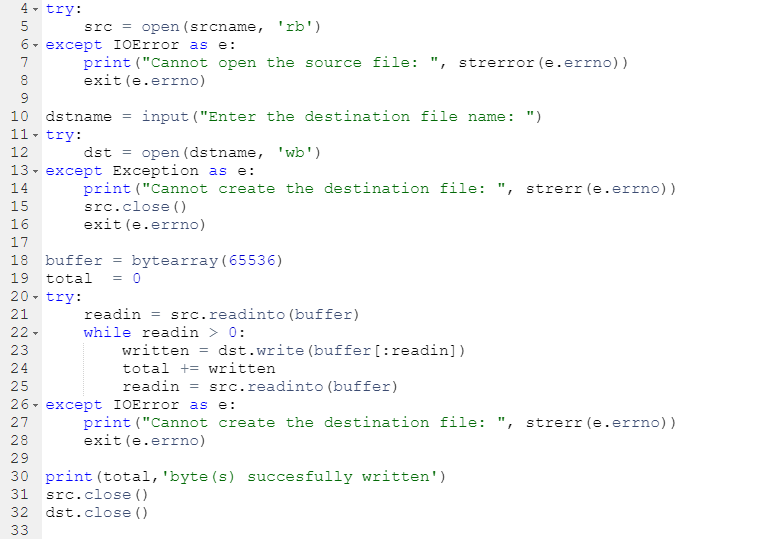 4 try:
5     src = open(srcname, 'rb')
6 except IOError as e:
7     print("Cannot open the source file: ", strerror(e.errno))
8     exit(e.errno)
9
10 dstname = input("Enter the destination file name: ")
11 try:
12     dst = open(dstname, 'wb')
13 except Exception as e:
14     print("Cannot create the destination file: ", strerr(e.errno))
15     src.close()
16     exit(e.errno)
17
18 buffer = bytearray(65536)
19 total  = 0
20 try:
21     readin = src.readinto(buffer)
22     while readin > 0:
23         written = dst.write(buffer[:readin])
24         total += written
25         readin = src.readinto(buffer)
26 except IOError as e:
27     print("Cannot create the destination file: ", strerr(e.errno))
28     exit(e.errno)
29
30 print(total,'byte(s) succesfully written')
31 src.close()
32 dst.close()
33